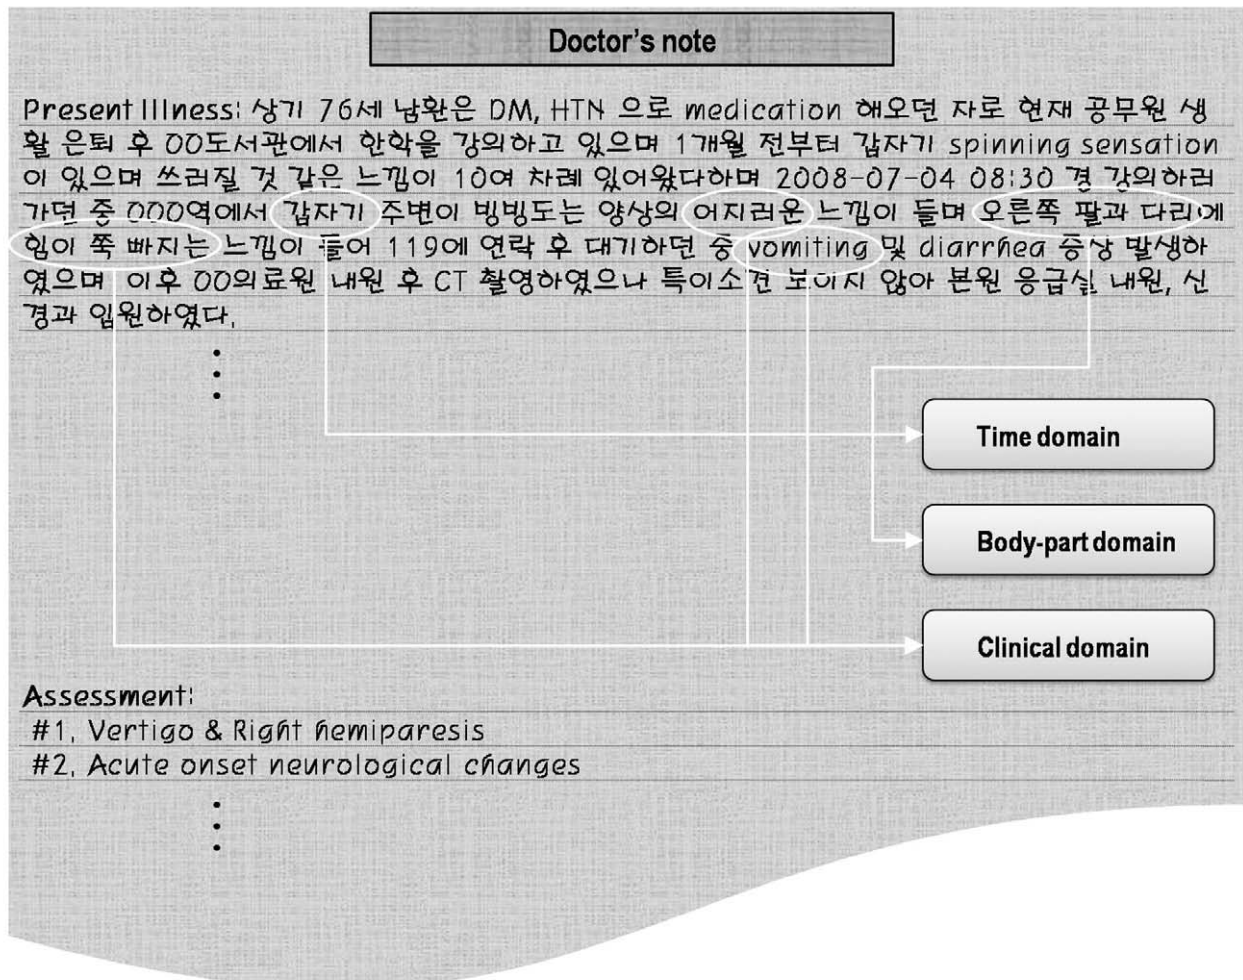 Doctor's note
Present Illness: 상기 76세 남환은 DM, HTN 으로 medication 해오던 자로 현재 공무원 생
활 은퇴 후 OO도서관에서 한학을 강의하고 있으며 1개월 전부터 갑자기 spinning sensation
이 있으며 쓰러질 것 같은 느낌이 10여 차례 있어왔다하며 2008-07-04 08:30 경 강의하러
가던 중 OOO역에서 갑자기 주변이 빙빙도는 양상의 어지러운 느낌이 들며 오른쪽 팔과 다리에
힘이 쭉 빠지는 느낌이 들어 119에 연락 후 대기하던 중 vomiting 및 diarrhea 증상 발생하
였으며 이후 OO의료원 내원 후 CT 촬영하였으나 특이소견 보이지 않아 본원 응급실 내원, 신
경과 입원하였다.
Time domain
Body-part domain
Clinical domain
Assessment:
#1. Vertigo & Right hemiparesis
#2. Acute onset neurological changes